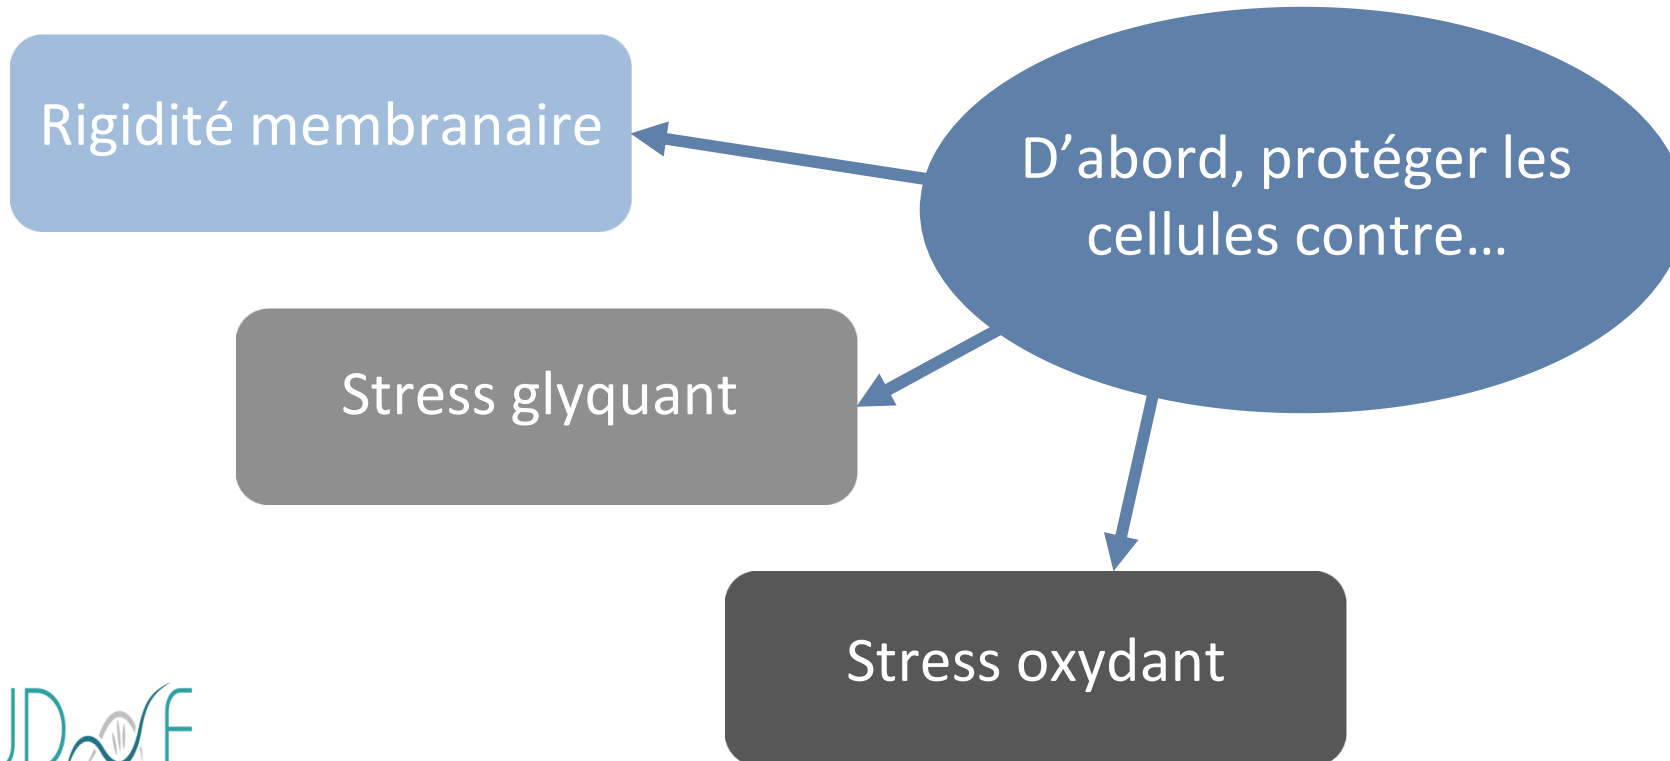 Rigidité membranaire
D’abord, protéger les
cellules contre…
Stress glyquant
Stress oxydant